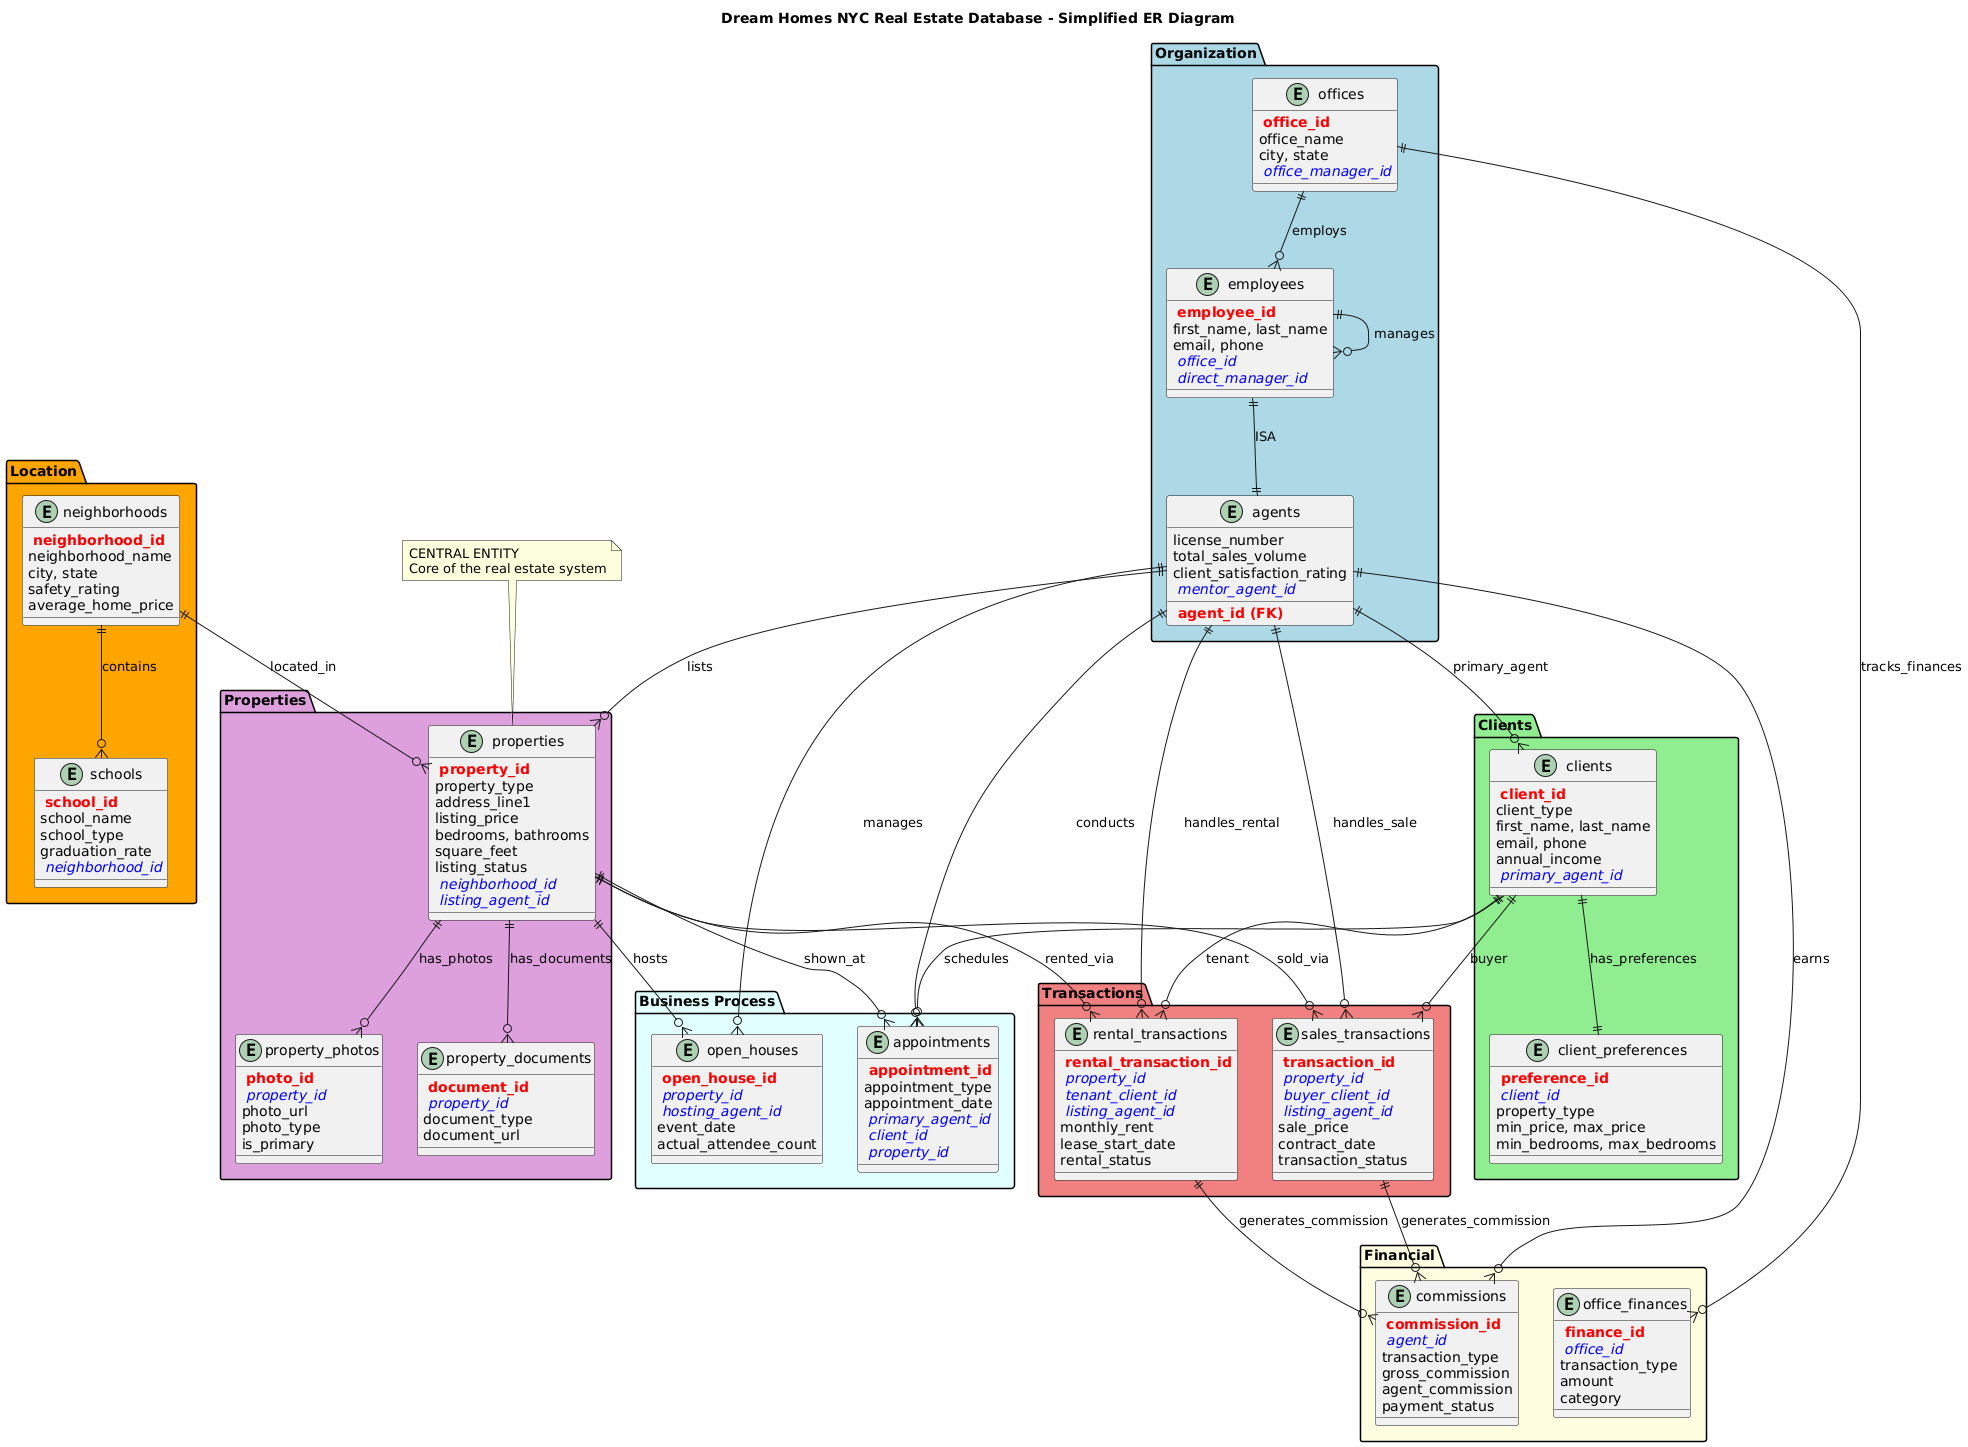 Dream Homes NYC Real Estate Database - Simplified ER Diagram
Organization
E offices
office_id
office_name
city, state
office_manager_id
employs
E employees
employee_id
first_name, last_name
email, phone
office_id
direct_manager_id
manages
ISA
E agents
license_number
total_sales_volume
client_satisfaction_rating
mentor_agent_id
agent_id (FK)
Location
E neighborhoods
neighborhood_id
neighborhood_name
city, state
safety_rating
average_home_price
contains
located_in
E schools
school_id
school_name
school_type
graduation_rate
neighborhood_id
CENTRAL ENTITY
Core of the real estate system
lists
primary_agent
tracks_finances
Properties
E properties
property_id
property_type
address_line1
listing_price
bedrooms, bathrooms
square_feet
listing_status
neighborhood_id
listing_agent_id
manages
conducts
handles_rental
handles_sale
Clients
E clients
client_id
client_type
first_name, last_name
email, phone
annual_income
primary_agent_id
has_photos
has_documents
hosts
shown_at
schedules
rented_via
tenant
sold_via
buyer
has_preferences
earns
E property_photos
photo_id
property_id
photo_url
photo_type
is_primary
E property_documents
document_id
property_id
document_type
document_url
Business Process
E open_houses
open_house_id
property_id
hosting_agent_id
event_date
actual_attendee_count
E appointments
appointment_id
appointment_type
appointment_date
primary_agent_id
client_id
property_id
Transactions
E rental_transactions
rental_transaction_id
property_id
tenant_client_id
listing_agent_id
monthly_rent
lease_start_date
rental_status
E sales_transactions
transaction_id
property_id
buyer_client_id
listing_agent_id
sale_price
contract_date
transaction_status
E client_preferences
preference_id
client_id
property_type
min_price, max_price
min_bedrooms, max_bedrooms
generates_commission
generates_commission
Financial
E commissions
commission_id
agent_id
transaction_type
gross_commission
agent_commission
payment_status
E office_finances
finance_id
office_id
transaction_type
amount
category